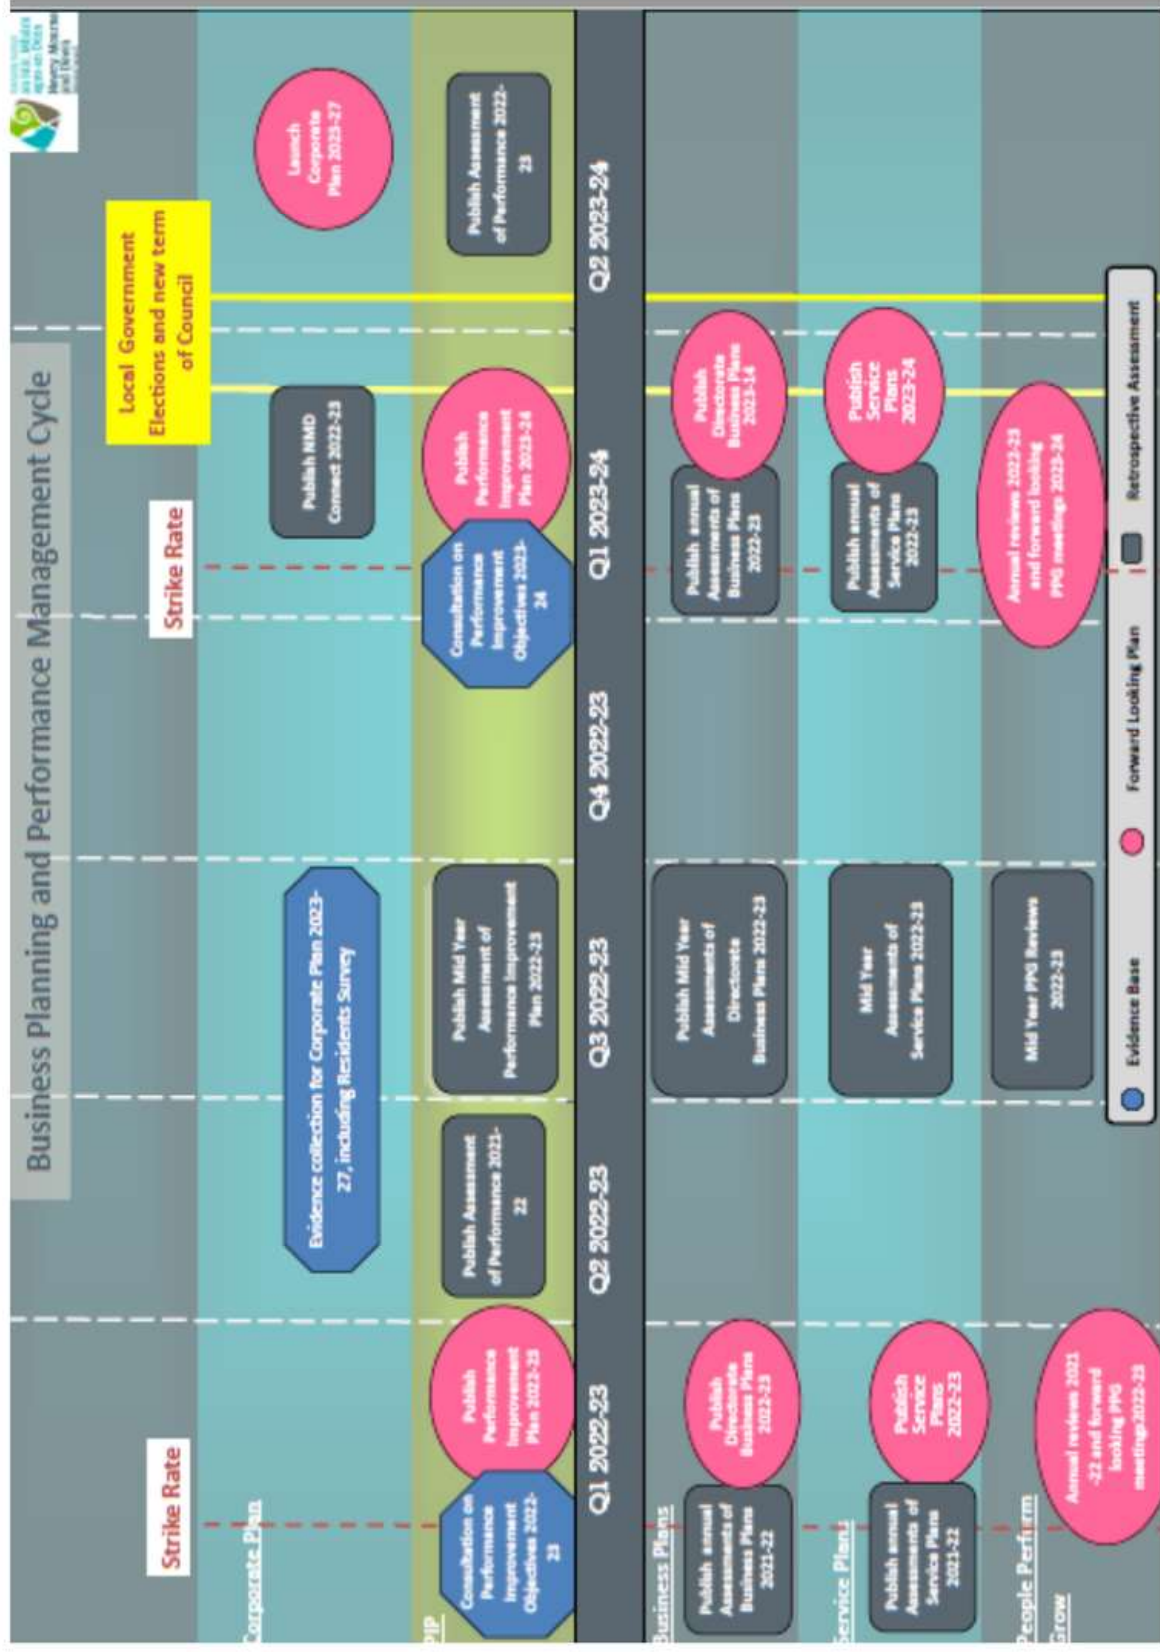 Business Planning and Performance Management Cycle
Newry Mourne
and Down
Strike Rate
Strike Rate
Local Government
Elections and new term
of Council
Corporate Plan
Evidence collection for Corporate Plan 2023-
27, including Residents Survey
Publish NMD
Connect 2022-23
Launch
Corporate
Plan 2023-27
PIP
Consultation on
Performance
Improvement
Objectives 2022-
23
Publish
Performance
Improvement
Plan 2022-23
Publish Assessment
of Performance 2021-
22
Publish Mid Year
Assessment of
Performance Improvement
Plan 2022-23
Consultation on
Performance
Improvement
Objectives 2023-
24
Publish
Performance
Improvement
Plan 2023-24
Publish Assessment
of Performance 2022-
23
Q1 2022-23
Q2 2022-23
Q3 2022-23
Q4 2022-23
Q1 2023-24
Q2 2023-24
Business Plans
Publish annual
Assessments of
Business Plans
2021-22
Publish
Directorate
Business Plans
2022-23
Publish Mid Year
Assessments of
Directorate
Business Plans 2022-23
Publish annual
Assessments of
Business Plans
2022-23
Publish
Directorate
Business Plans
2023-14
Service Plans
Publish annual
Assessments of
Service Plans
2021-22
Publish
Service
Plans
2022-23
Mid Year
Assessments of
Service Plans 2022-23
Publish annual
Assessments of
Service Plans
2022-23
Publish
Service
Plans
2023-24
People Perform
Grow
Annual reviews 2021
-22 and forward
looking PPG
meetings2022-23
Mid Year PPG Reviews
2022-23
Annual reviews 2022-23
and forward looking
PPG meetings 2023-24
Evidence Base
Forward Looking Plan
Retrospective Assessment